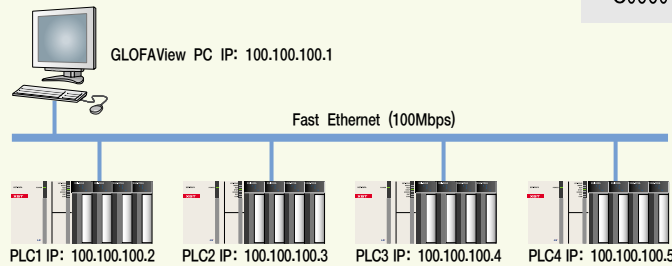 GLOFAView PC IP: 100.100.100.1
Fast Ethernet (100Mbps)
PLC1 IP: 100.100.100.2
PLC2 IP: 100.100.100.3
PLC3 IP: 100.100.100.4
PLC4 IP: 100.100.100.5